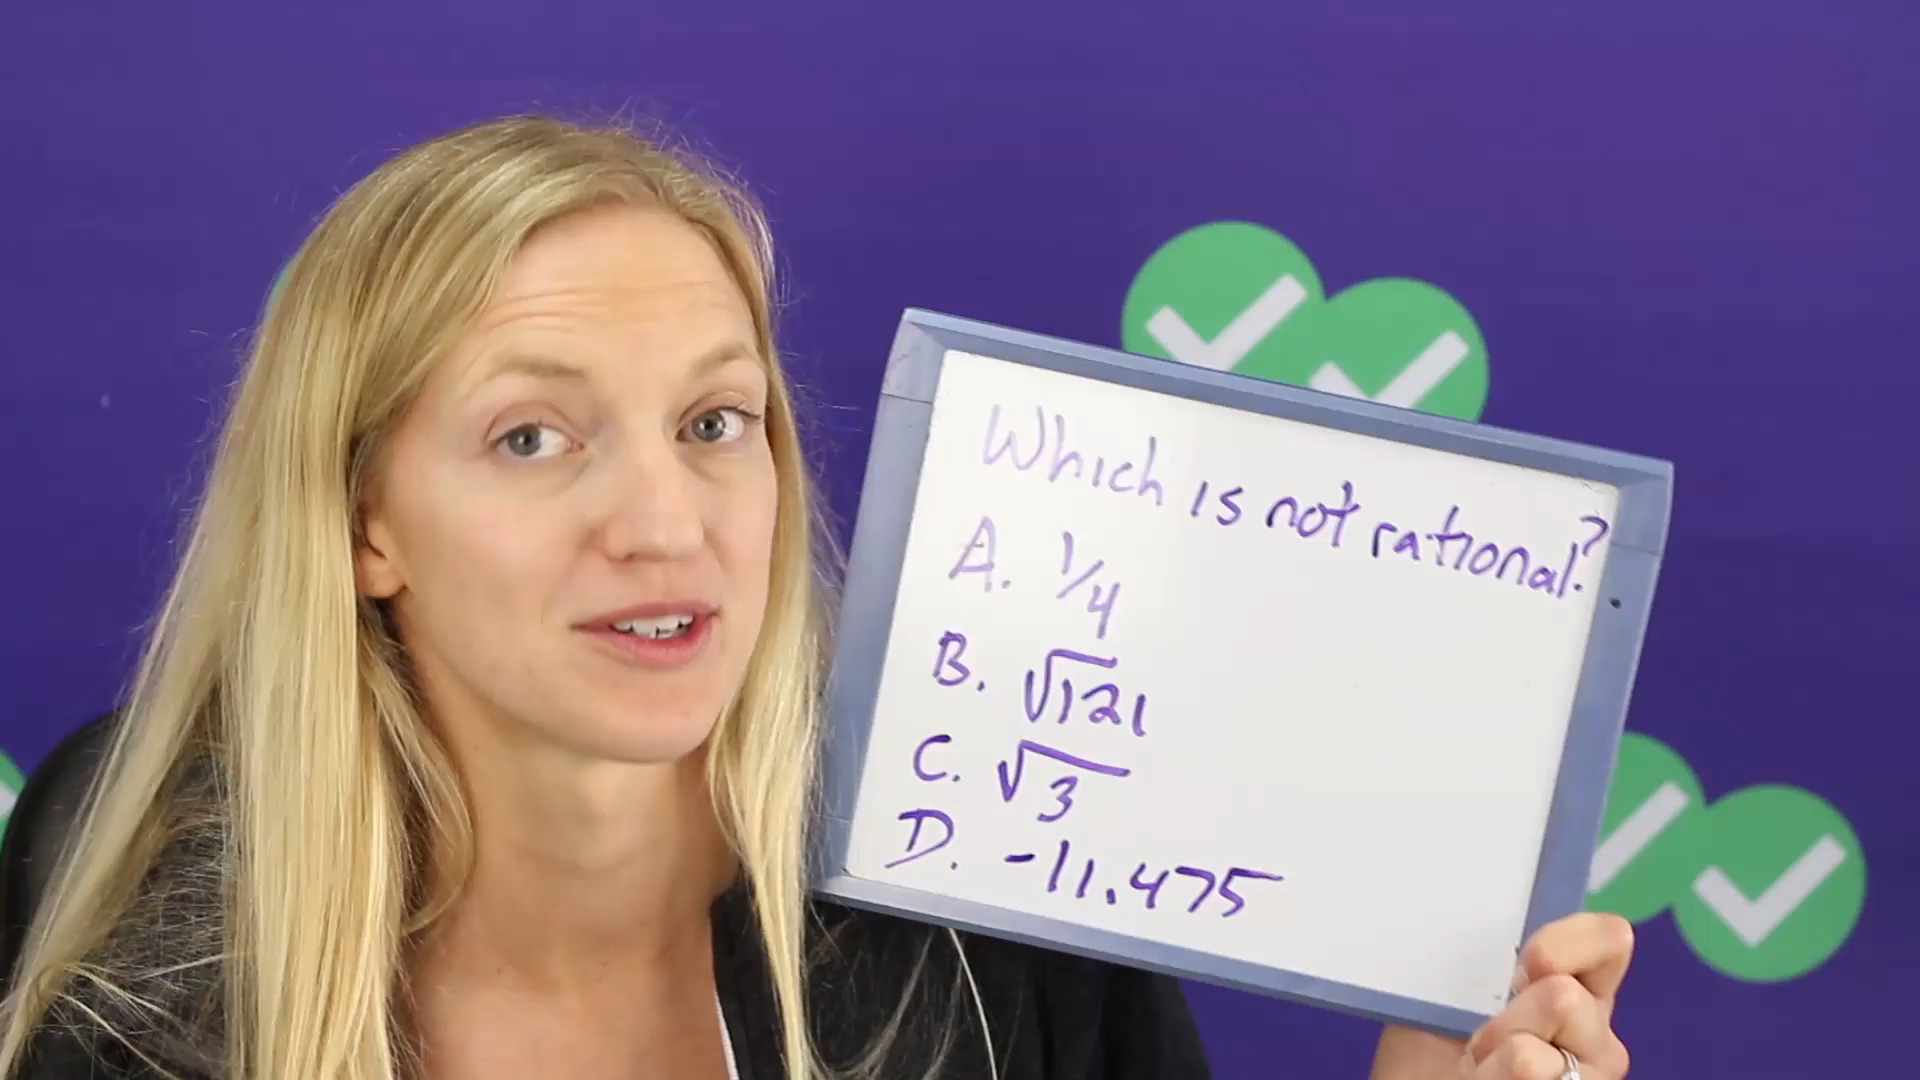 Which is not rational?
A. 1/4
B. √121
C. √3
D. -11.475